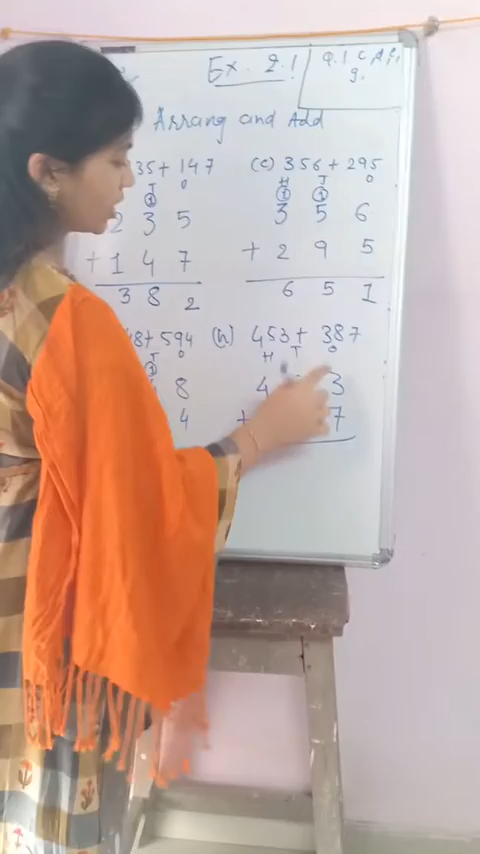 Ex. 2.1
Q.1 c, d, f,
g.
Arrang and Add
35+ 147
T O
1
2 3 5
+ 1 4 7
3 8 2
(e) 356 + 295
H T O
1 1
3 5 6
+ 2 9 5
6 5 1
48+ 594
T O
1
8
4
(h) 453+ 387
H T O
4 3
+ 7